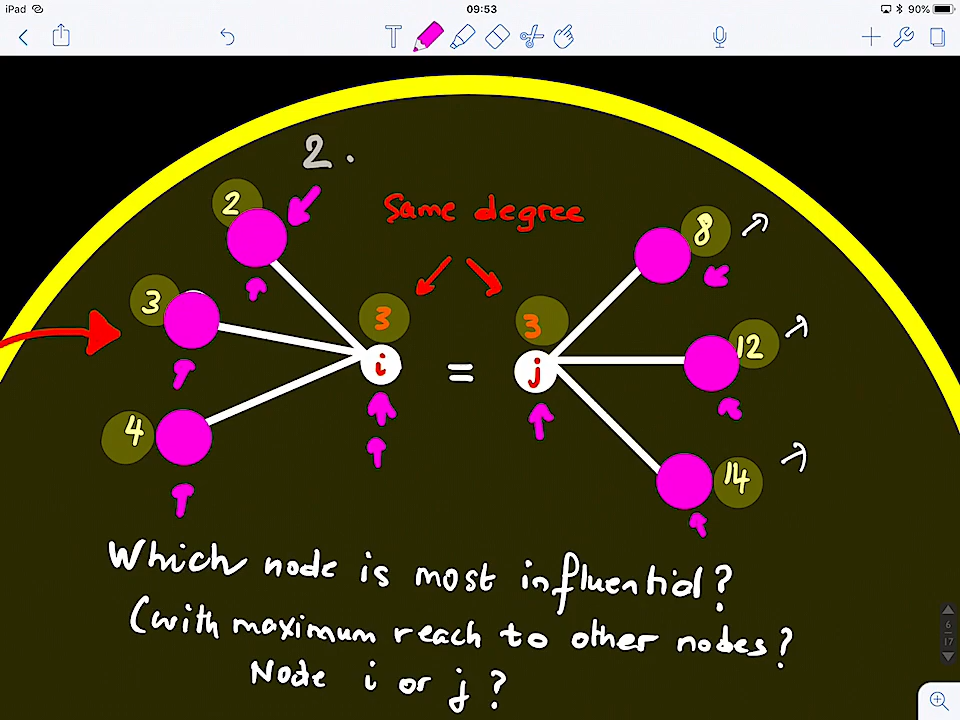 iPad
09:53
90%
T
2.
2
Same degree
8
3
3
3
12
i
=
j
4
14
Which node is most influential?
(with maximum reach to other nodes?
Node i or j?
6
17